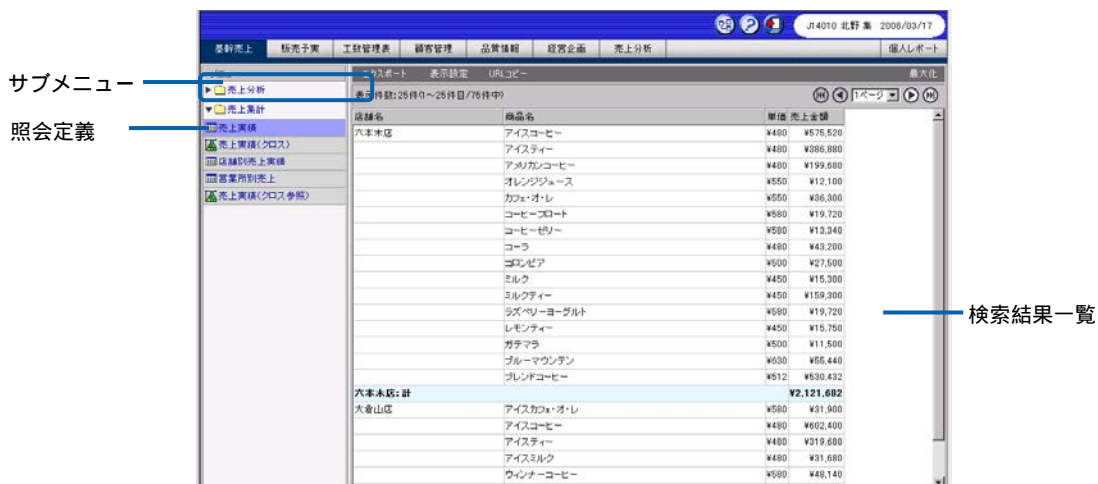 J14010 北野 集 2008/03/17
基幹売上 販売予実 工数管理表 顧客管理 品質情報 経営企画 売上分析 個人レポート
エクスポート 表示設定 URLコピー 最大化
サブメニュー
▶売上分析
表示件数:25件(1~25件目/75件中) 1ページ
▼売上集計
店舗名 商品名 単価 売上金額
照会定義
売上実績
六本木店 アイスコーヒー ¥480 ¥575,520
売上実績(クロス)
アイスティー ¥480 ¥386,880
店舗別売上実績
アメリカンコーヒー ¥480 ¥199,680
営業所別売上
オレンジジュース ¥550 ¥12,100
売上実績(クロス参照)
カフェ・オ・レ ¥550 ¥36,300
コーヒーフロート ¥580 ¥19,720
コーヒーゼリー ¥580 ¥13,340
コーラ ¥480 ¥43,200
コロンビア ¥500 ¥27,500
ミルク ¥450 ¥15,300
ミルクティー ¥450 ¥159,300
ラズベリーヨーグルト ¥580 ¥19,720
検索結果一覧
レモンティー ¥450 ¥15,750
ガテマラ ¥500 ¥11,500
ブルーマウンテン ¥630 ¥55,440
ブレンドコーヒー ¥512 ¥530,432
六本木店:計 ¥2,121,682
大倉山店 アイスカフェ・オ・レ ¥580 ¥31,900
アイスコーヒー ¥480 ¥602,400
アイスティー ¥480 ¥319,680
アイスミルク ¥480 ¥31,680
ウィンナーコーヒー ¥580 ¥48,140